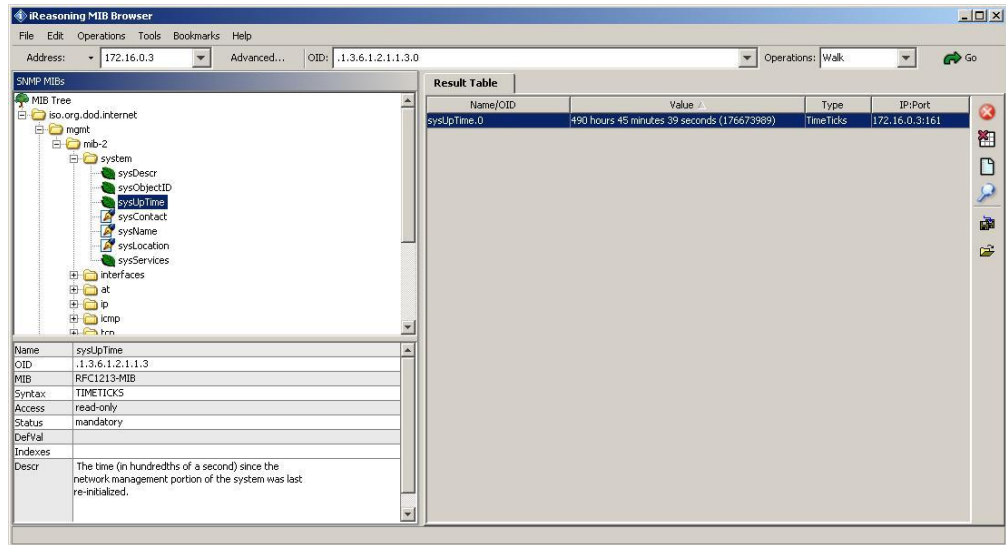 iReasoning MIB Browser
File Edit Operations Tools Bookmarks Help
Address: 172.16.0.3 Advanced... OID: .1.3.6.1.2.1.1.3.0 Operations: Walk Go
SNMP MIBs
MIB Tree
iso.org.dod.internet
mgmt
mib-2
system
sysDescr
sysObjectID
sysUpTime
sysContact
sysName
sysLocation
sysServices
interfaces
at
ip
icmp
tcp
Name sysUpTime
OID .1.3.6.1.2.1.1.3
MIB RFC1213-MIB
Syntax TIMETICKS
Access read-only
Status mandatory
DefVal
Indexes
Descr The time (in hundredths of a second) since the
network management portion of the system was last
re-initialized.
Result Table
Name/OID Value Type IP:Port
sysUpTime.0 490 hours 45 minutes 39 seconds (176673989) TimeTicks 172.16.0.3:161